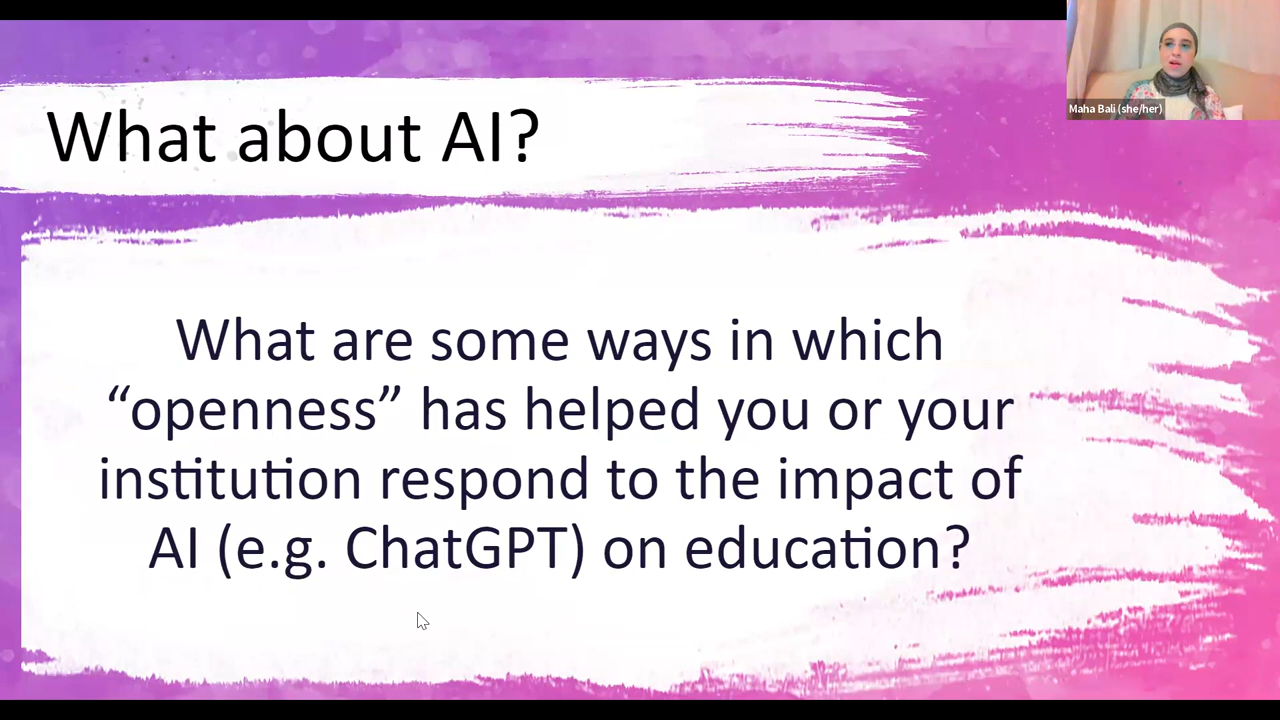 Maha Bali (she/her)
What about AI?
What are some ways in which
“openness” has helped you or your
institution respond to the impact of
AI (e.g. ChatGPT) on education?